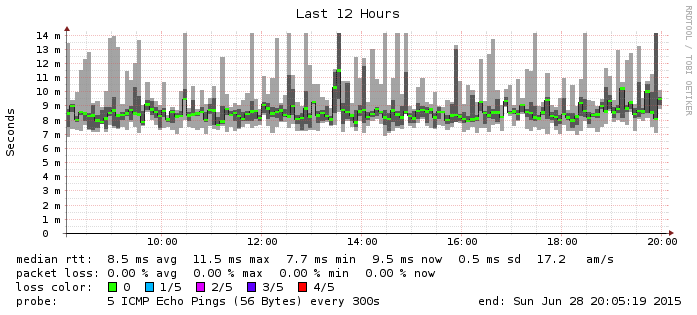 Last 12 Hours
RRDTOOL / TOBI OETIKER
Seconds
14 m
13 m
12 m
11 m
10 m
9 m
8 m
7 m
6 m
5 m
4 m
3 m
2 m
1 m
0
10:00 12:00 14:00 16:00 18:00 20:00
median rtt: 8.5 ms avg 11.5 ms max 7.7 ms min 9.5 ms now 0.5 ms sd 17.2 am/s
packet loss: 0.00 % avg 0.00 % max 0.00 % min 0.00 % now
loss color: 0 1/5 2/5 3/5 4/5
probe: 5 ICMP Echo Pings (56 Bytes) every 300s end: Sun Jun 28 20:05:19 2015